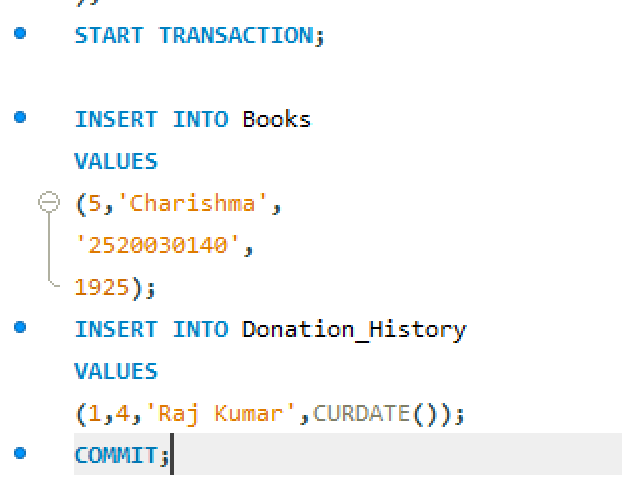 );
START TRANSACTION;
INSERT INTO Books
VALUES
(5,'Charishma',
'2520030140',
1925);
INSERT INTO Donation_History
VALUES
(1,4,'Raj Kumar',CURDATE());
COMMIT;